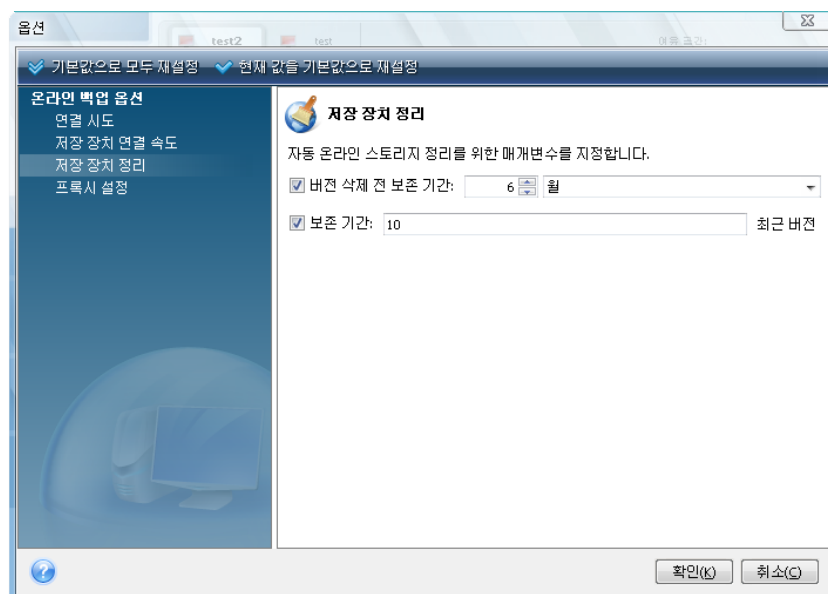 옵션
test2
test
여유 공간:
기본값으로 모두 재설정 현재 값을 기본값으로 재설정
온라인 백업 옵션
연결 시도
저장 장치 연결 속도
저장 장치 정리
프록시 설정
저장 장치 정리
자동 온라인 스토리지 정리를 위한 매개변수를 지정합니다.
버전 삭제 전 보존 기간: 6 월
보존 기간: 10 최근 버전
확인(K) 취소(C)